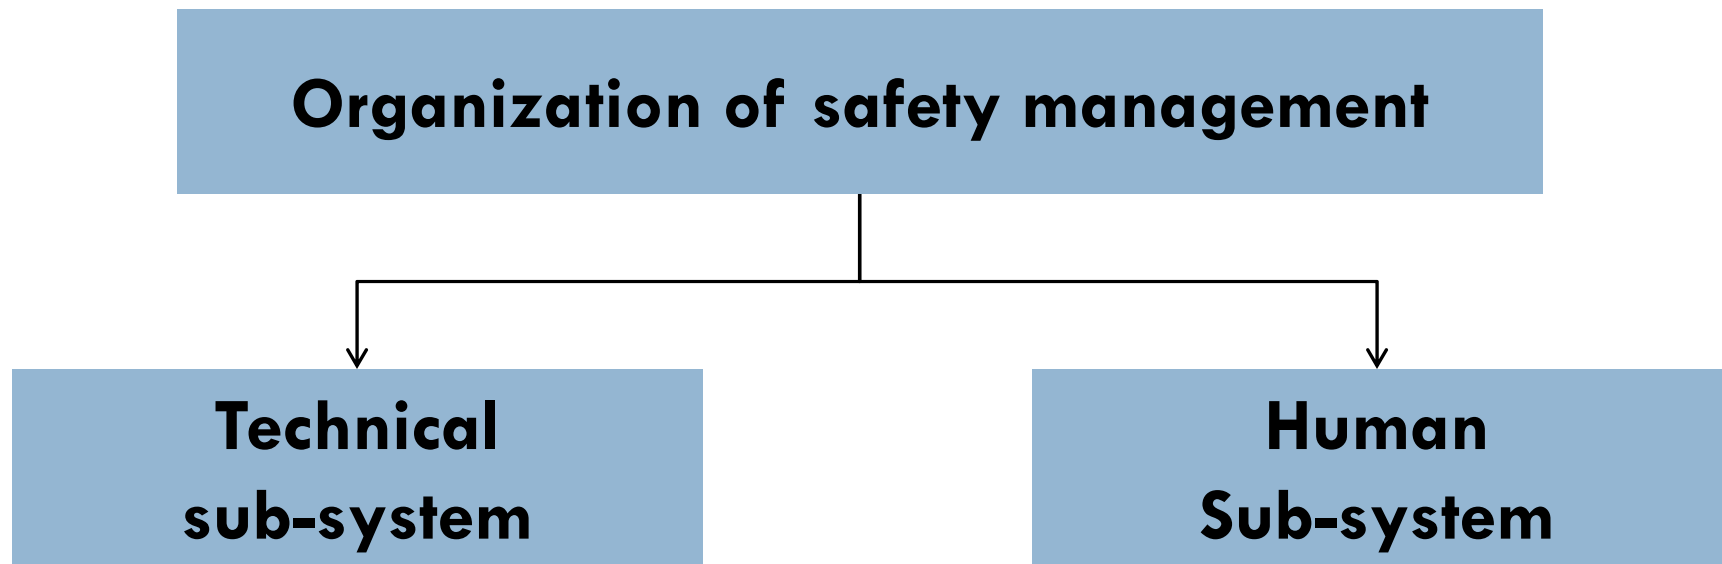 Organization of safety management
Technical
sub-system
Human
Sub-system